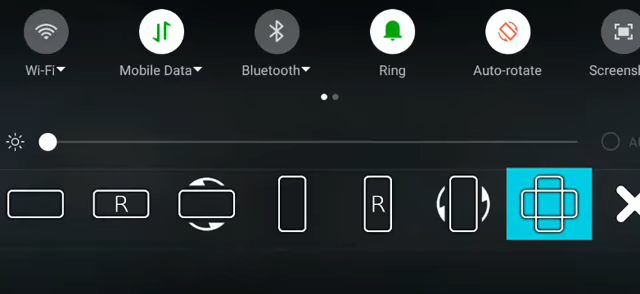 Wi-Fi
Mobile Data
Bluetooth
Ring
Auto-rotate
R
R